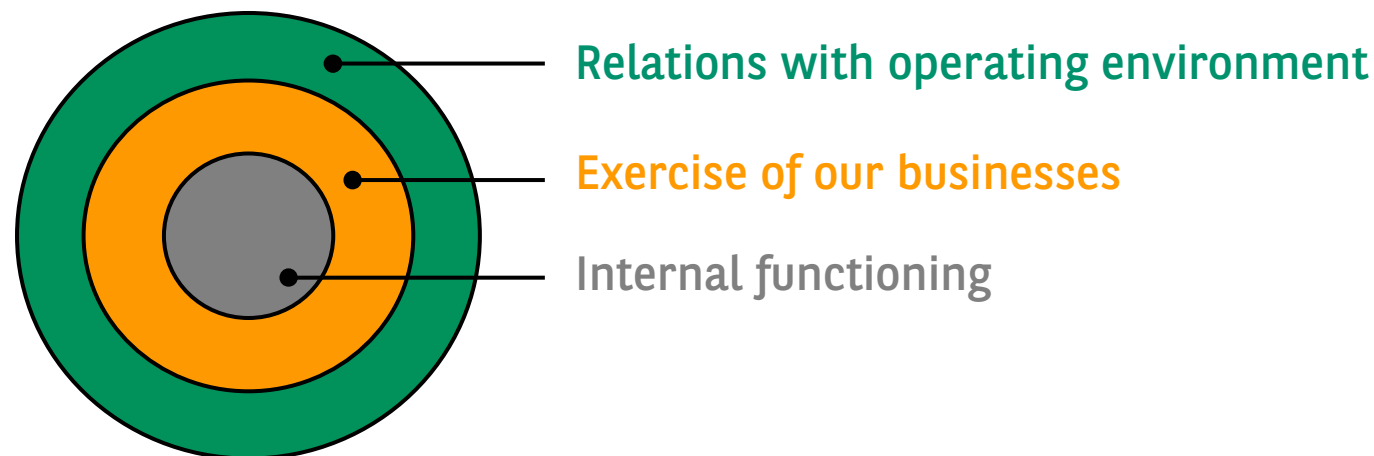 Relations with operating environment
Exercise of our businesses
Internal functioning